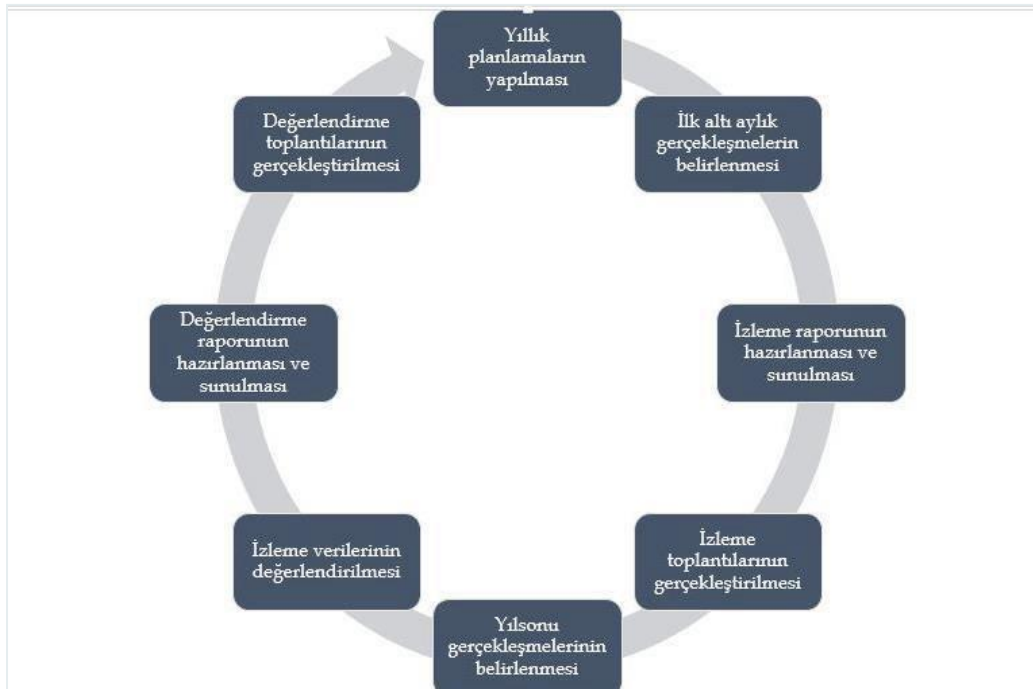 Yıllık
planlamaların
yapılması
İlk altı aylık
gerçekleşmelerin
belirlenmesi
İzleme raporunun
hazırlanması ve
sunulması
İzleme
toplantılarının
gerçekleştirilmesi
Yılsonu
gerçekleşmelerinin
belirlenmesi
İzleme verilerinin
değerlendirilmesi
Değerlendirme
raporunun
hazırlanması ve
sunulması
Değerlendirme
toplantılarının
gerçekleştirilmesi